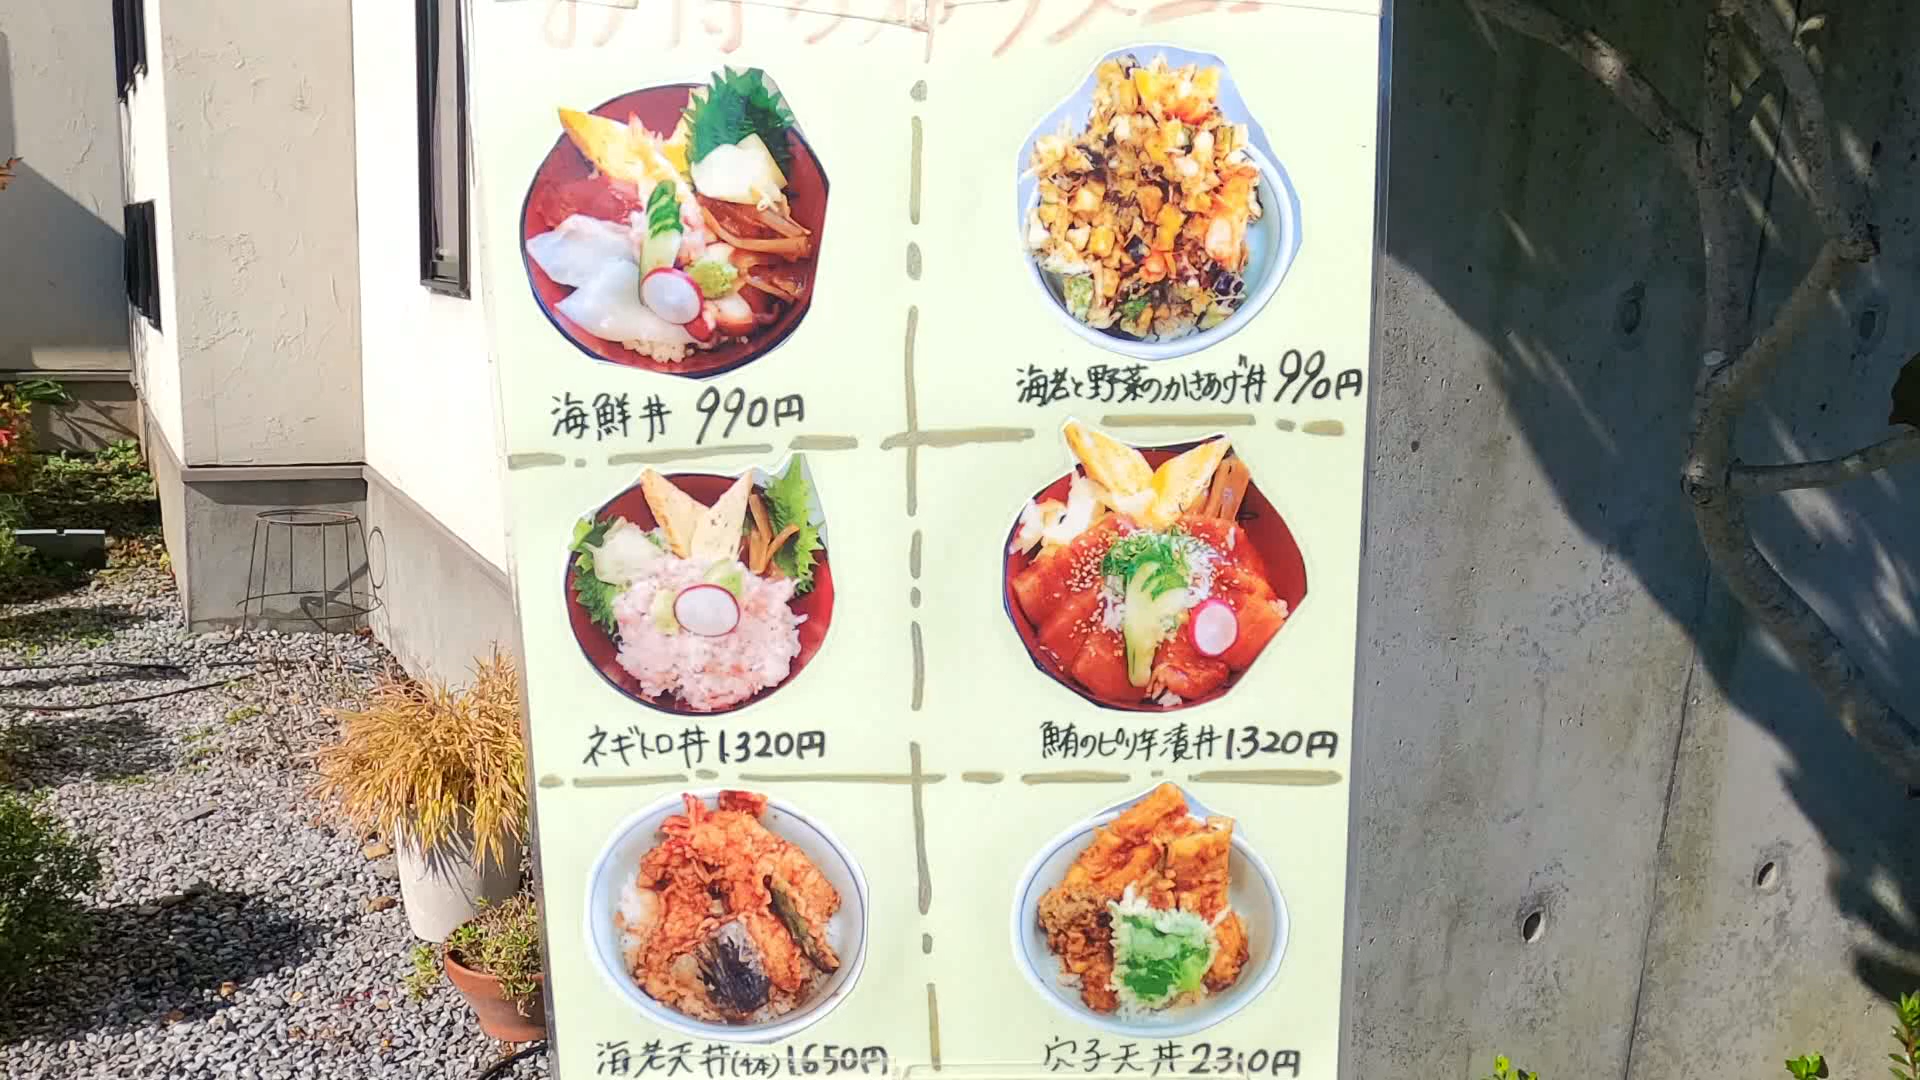 海鮮丼 990円
海老と野菜のかきあげ丼 990円
ネギトロ丼 1.320円
鮪のピリ辛漬丼 1.320円
海老天丼(4本) 1.650円
穴子天丼 2.310円